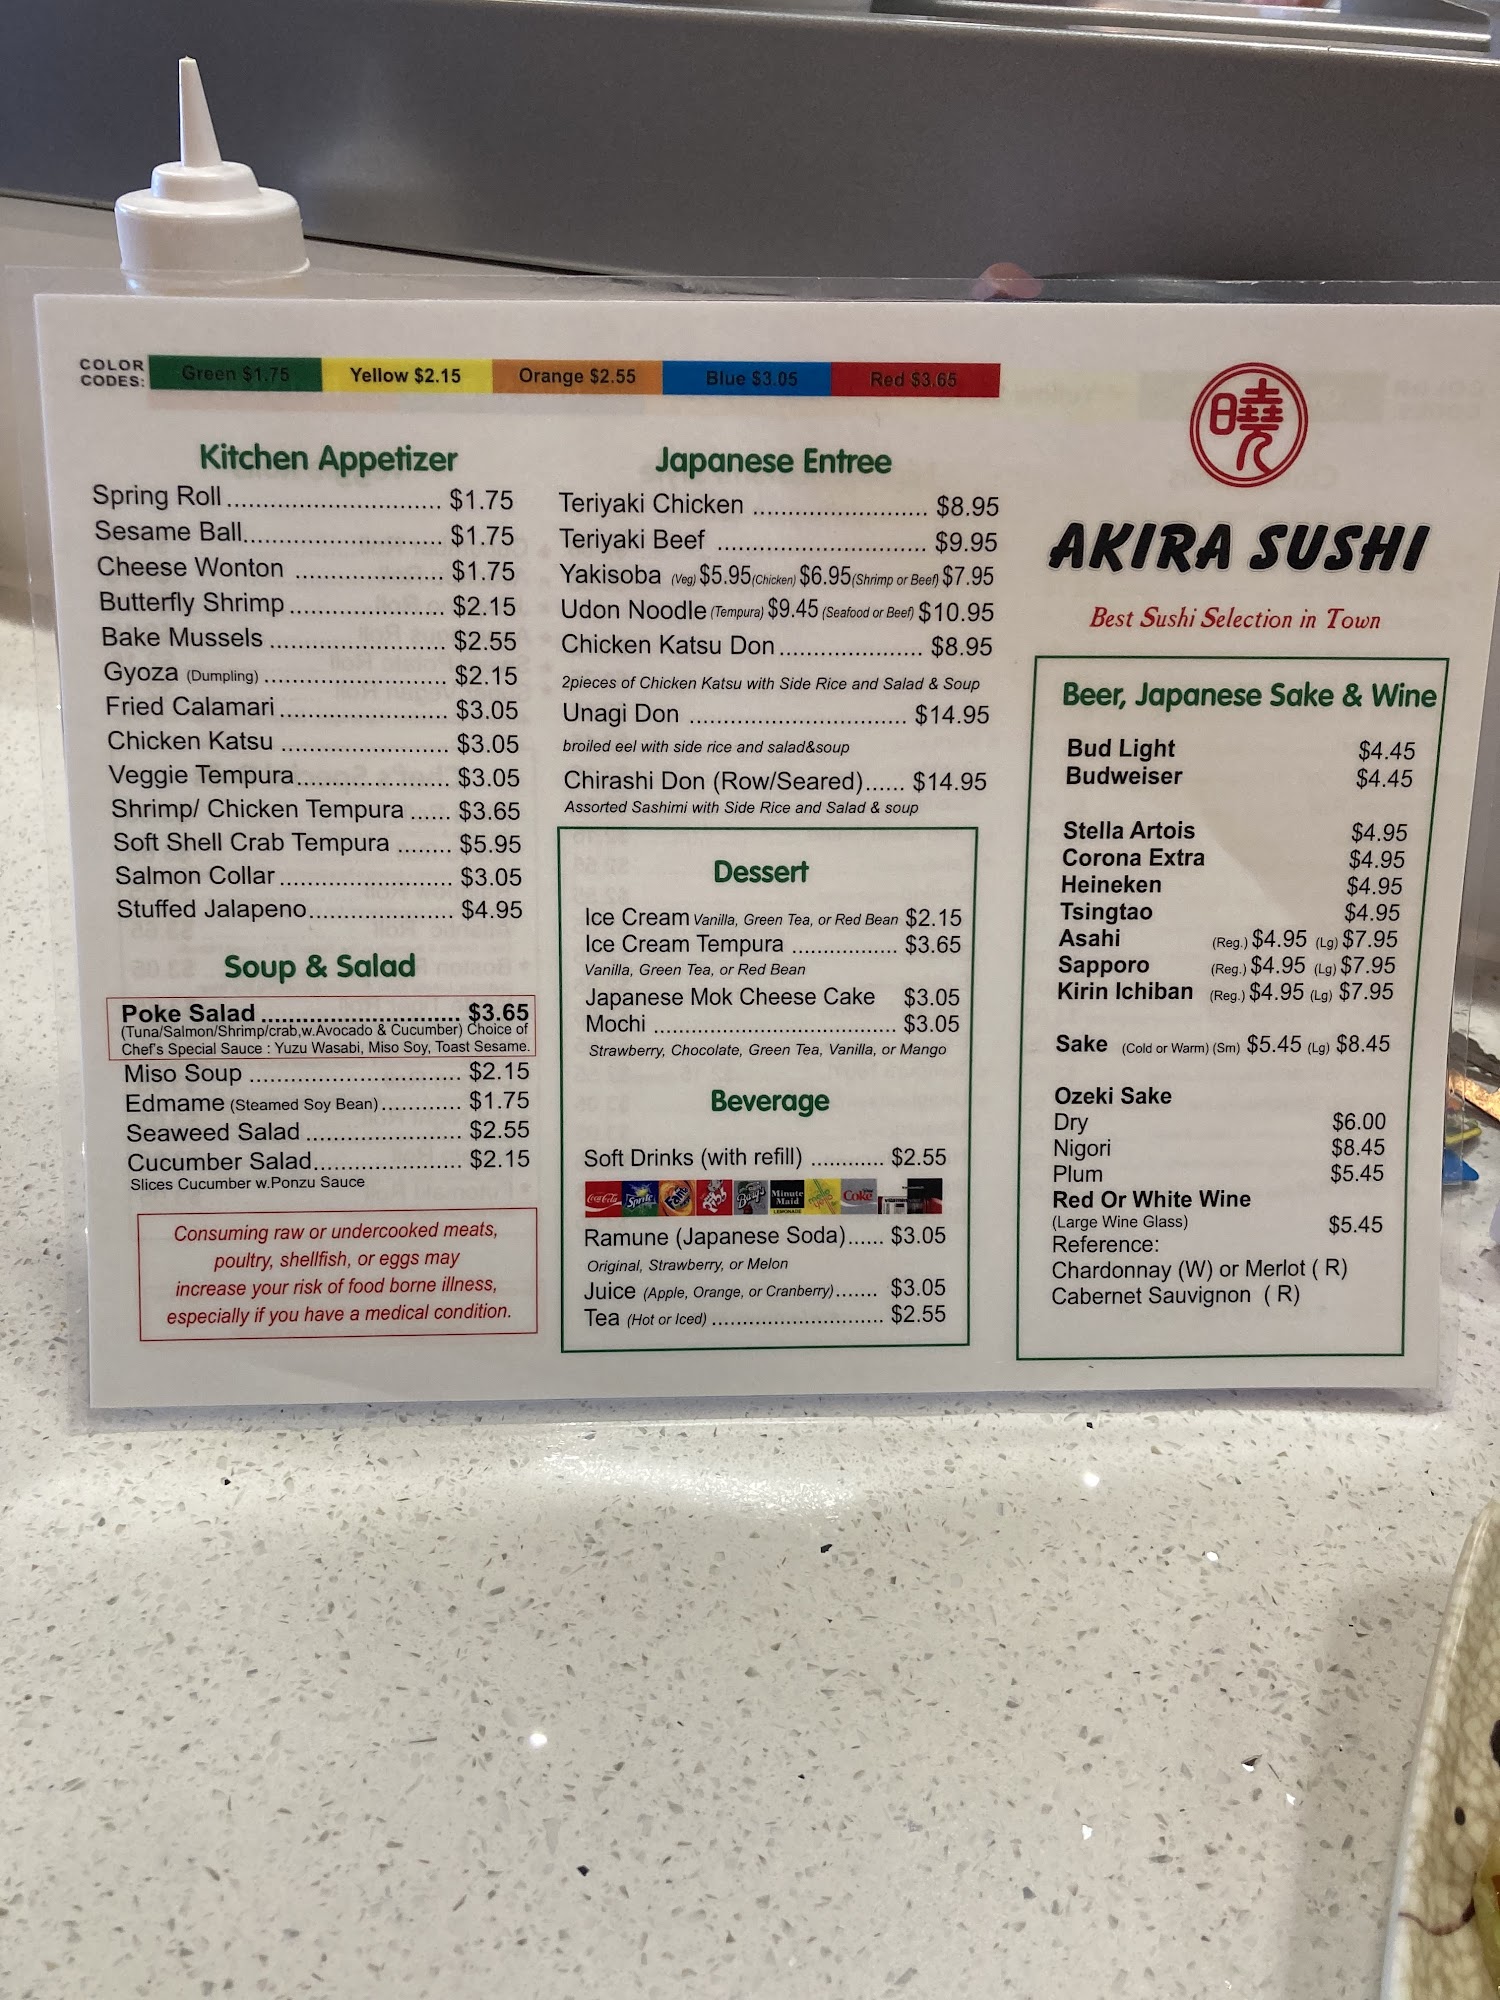 COLOR CODES: Green $1.75 Yellow $2.15 Orange $2.55 Blue $3.05 Red $3.65
Kitchen Appetizer
Spring Roll ............................ $1.75
Sesame Ball.......................... $1.75
Cheese Wonton .................... $1.75
Butterfly Shrimp ..................... $2.15
Bake Mussels ........................ $2.55
Gyoza (Dumpling) ......................... $2.15
Fried Calamari ....................... $3.05
Chicken Katsu ....................... $3.05
Veggie Tempura..................... $3.05
Shrimp/ Chicken Tempura ...... $3.65
Soft Shell Crab Tempura ........ $5.95
Salmon Collar ........................ $3.05
Stuffed Jalapeno.................... $4.95
Soup & Salad
Poke Salad ............................ $3.65
(Tuna/Salmon/Shrimp/crab,w.Avocado & Cucumber) Choice of
Chef's Special Sauce : Yuzu Wasabi, Miso Soy, Toast Sesame.
Miso Soup ............................. $2.15
Edmame (Steamed Soy Bean)............ $1.75
Seaweed Salad ...................... $2.55
Cucumber Salad..................... $2.15
Slices Cucumber w.Ponzu Sauce
Consuming raw or undercooked meats,
poultry, shellfish, or eggs may
increase your risk of food borne illness,
especially if you have a medical condition.
Japanese Entree
Teriyaki Chicken ........................ $8.95
Teriyaki Beef ............................. $9.95
Yakisoba (Veg) $5.95 (Chicken) $6.95 (Shrimp or Beef) $7.95
Udon Noodle (Tempura) $9.45 (Seafood or Beef) $10.95
Chicken Katsu Don.................... $8.95
2pieces of Chicken Katsu with Side Rice and Salad & Soup
Unagi Don ............................... $14.95
broiled eel with side rice and salad&soup
Chirashi Don (Row/Seared)...... $14.95
Assorted Sashimi with Side Rice and Salad & soup
Dessert
Ice Cream Vanilla, Green Tea, or Red Bean $2.15
Ice Cream Tempura ............... $3.65
Vanilla, Green Tea, or Red Bean
Japanese Mok Cheese Cake $3.05
Mochi .................................. $3.05
Strawberry, Chocolate, Green Tea, Vanilla, or Mango
Beverage
Soft Drinks (with refill) .......... $2.55
Coca-Cola Sprite Fanta Barq's Minute Maid LEMONADE Coke
Ramune (Japanese Soda)...... $3.05
Original, Strawberry, or Melon
Juice (Apple, Orange, or Cranberry)....... $3.05
Tea (Hot or Iced) ......................... $2.55
曉
AKIRA SUSHI
Best Sushi Selection in Town
Beer, Japanese Sake & Wine
Bud Light $4.45
Budweiser $4.45
Stella Artois $4.95
Corona Extra $4.95
Heineken $4.95
Tsingtao $4.95
Asahi (Reg.) $4.95 (Lg) $7.95
Sapporo (Reg.) $4.95 (Lg) $7.95
Kirin Ichiban (Reg.) $4.95 (Lg) $7.95
Sake (Cold or Warm) (Sm) $5.45 (Lg) $8.45
Ozeki Sake
Dry $6.00
Nigori $8.45
Plum $5.45
Red Or White Wine
(Large Wine Glass) $5.45
Reference:
Chardonnay (W) or Merlot ( R)
Cabernet Sauvignon ( R)